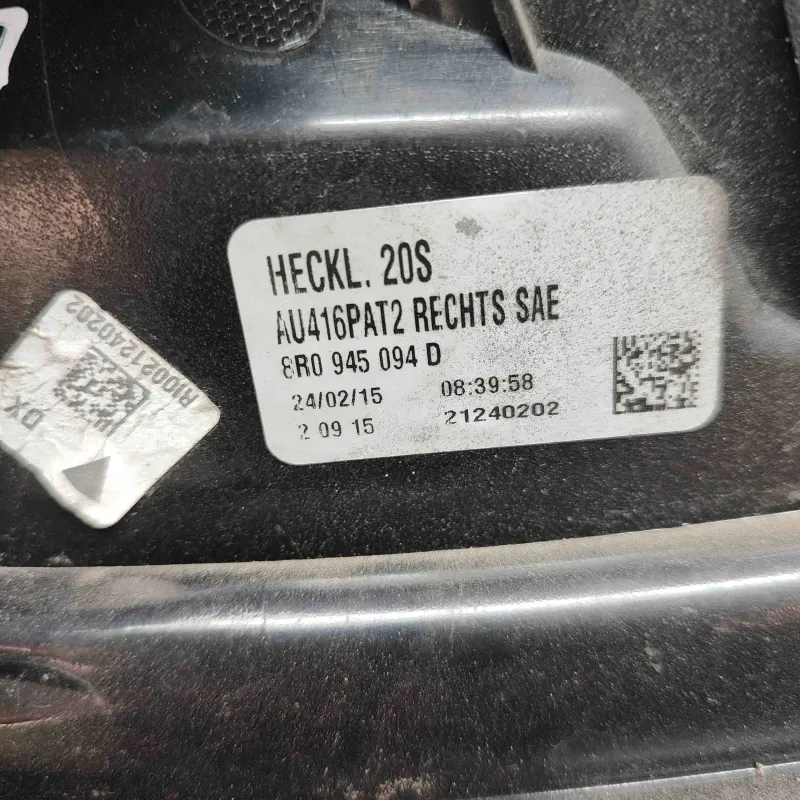 HECKL. 20S
AU416PAT2 RECHTS SAE
8R0 945 094 D
24/02/15 08:39:58
2 09 15 21240202
RI00021240202
DX